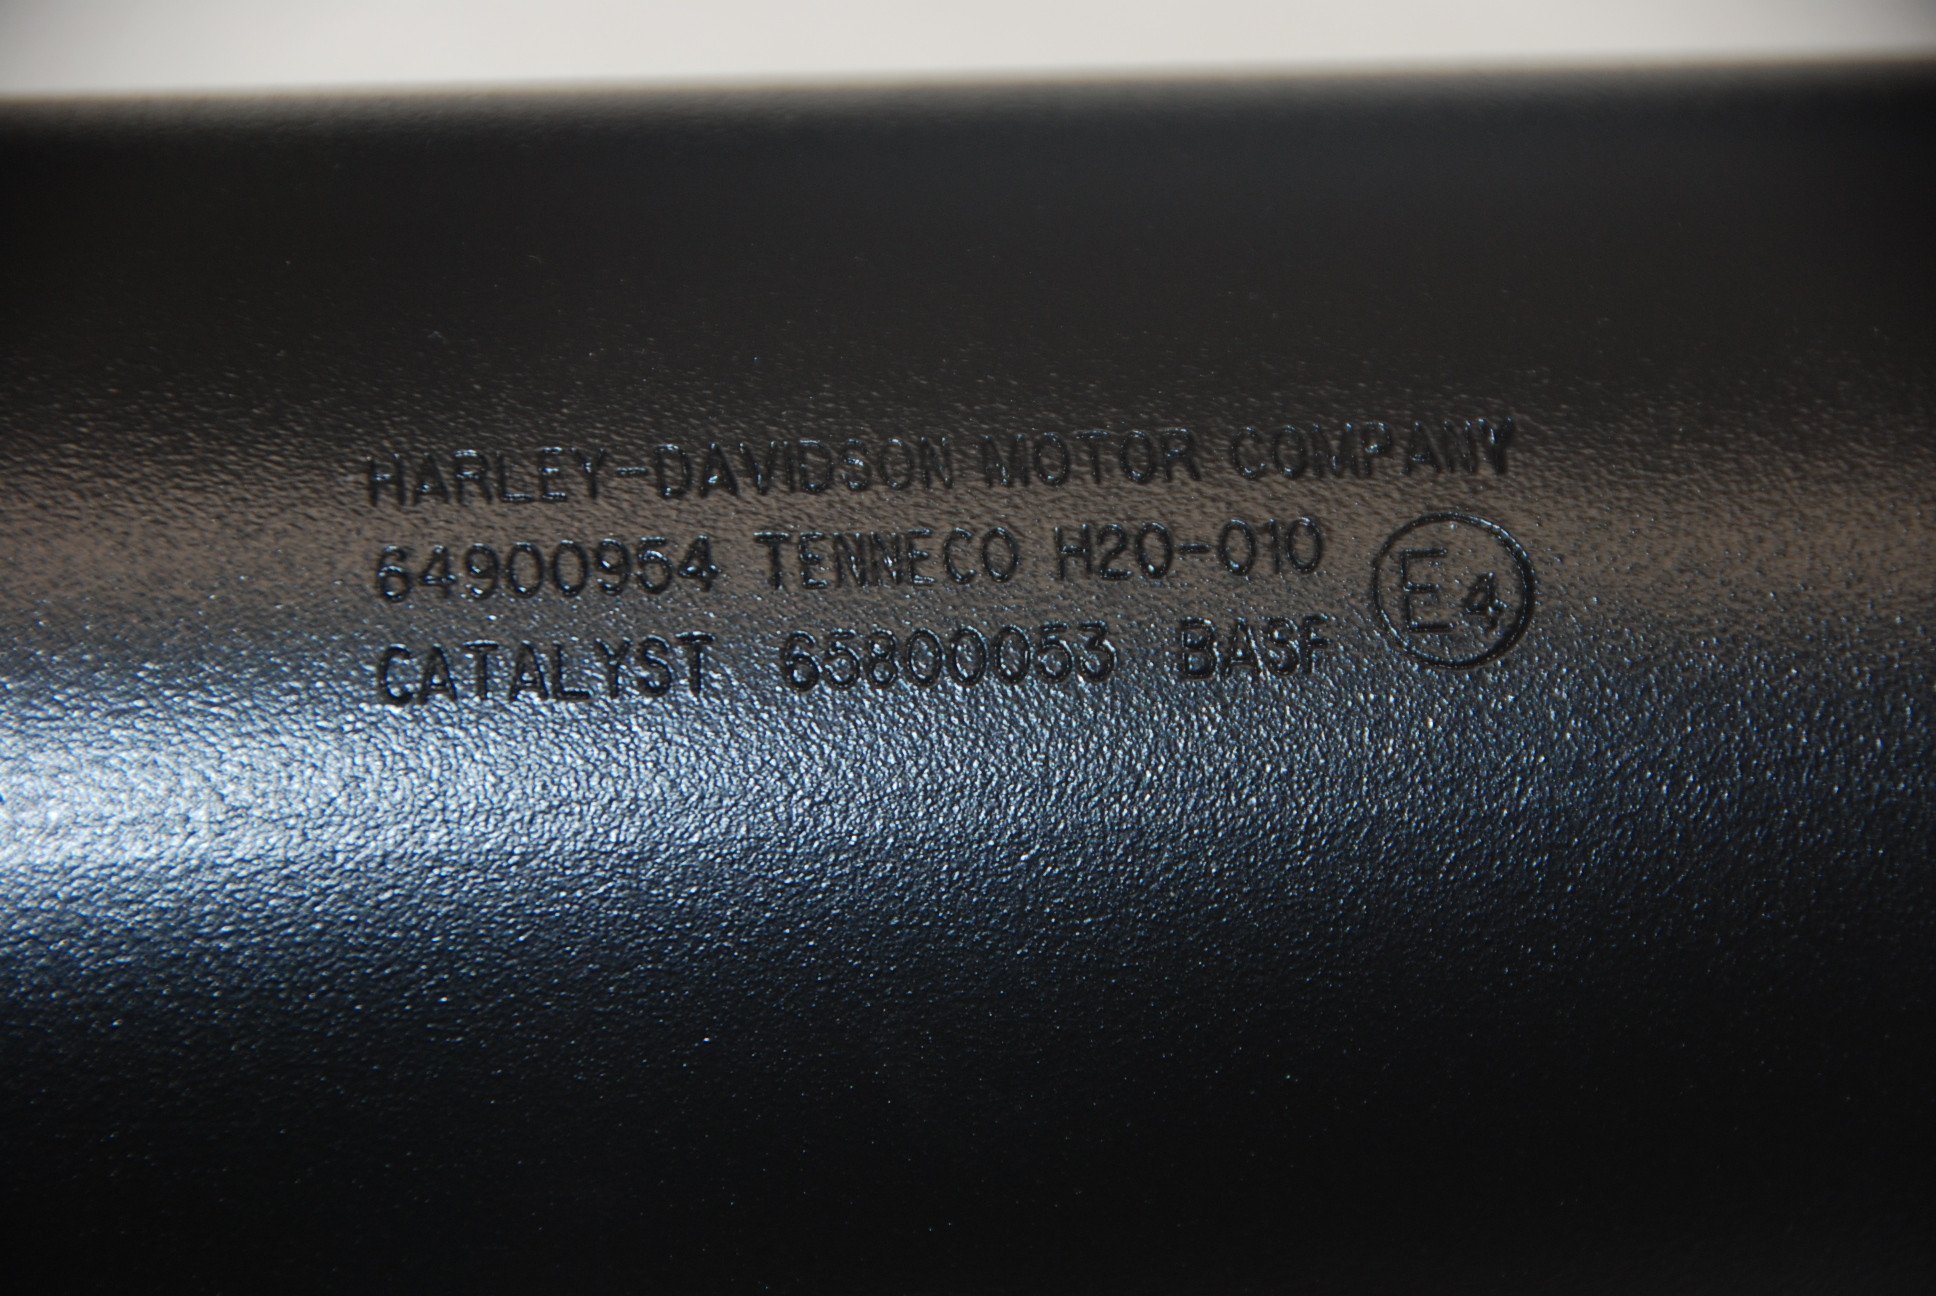 HARLEY-DAVIDSON MOTOR COMPANY
64900954 TENNECO H20-010
CATALYST 65800053 BASF
E4